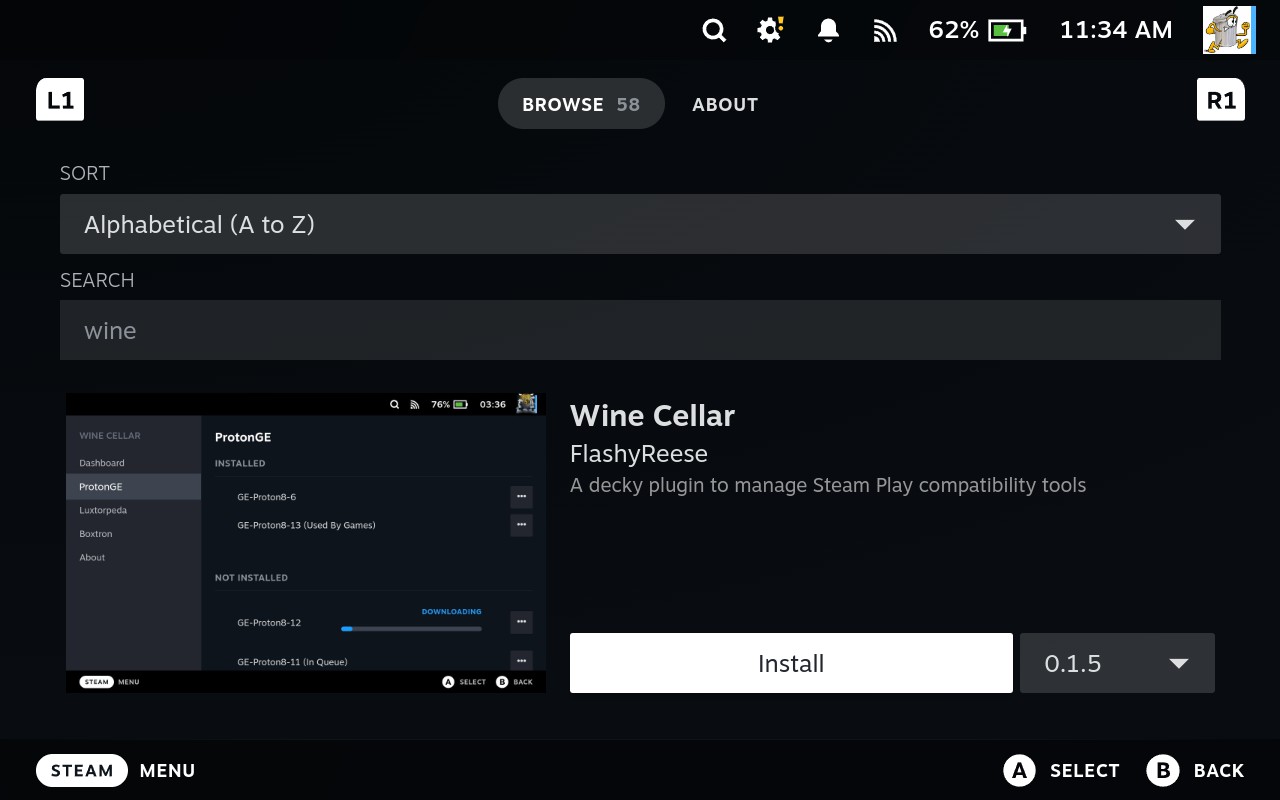 62% 11:34 AM
L1 BROWSE 58 ABOUT R1
SORT
Alphabetical (A to Z)
SEARCH
wine
76% 03:36
WINE CELLAR
Dashboard
ProtonGE
Luxtorpeda
Boxtron
About
ProtonGE
INSTALLED
GE-Proton8-6
GE-Proton8-13 (Used By Games)
NOT INSTALLED
DOWNLOADING
GE-Proton8-12
GE-Proton8-11 (In Queue)
STEAM MENU A SELECT B BACK
Wine Cellar
FlashyReese
A decky plugin to manage Steam Play compatibility tools
Install 0.1.5
STEAM MENU A SELECT B BACK